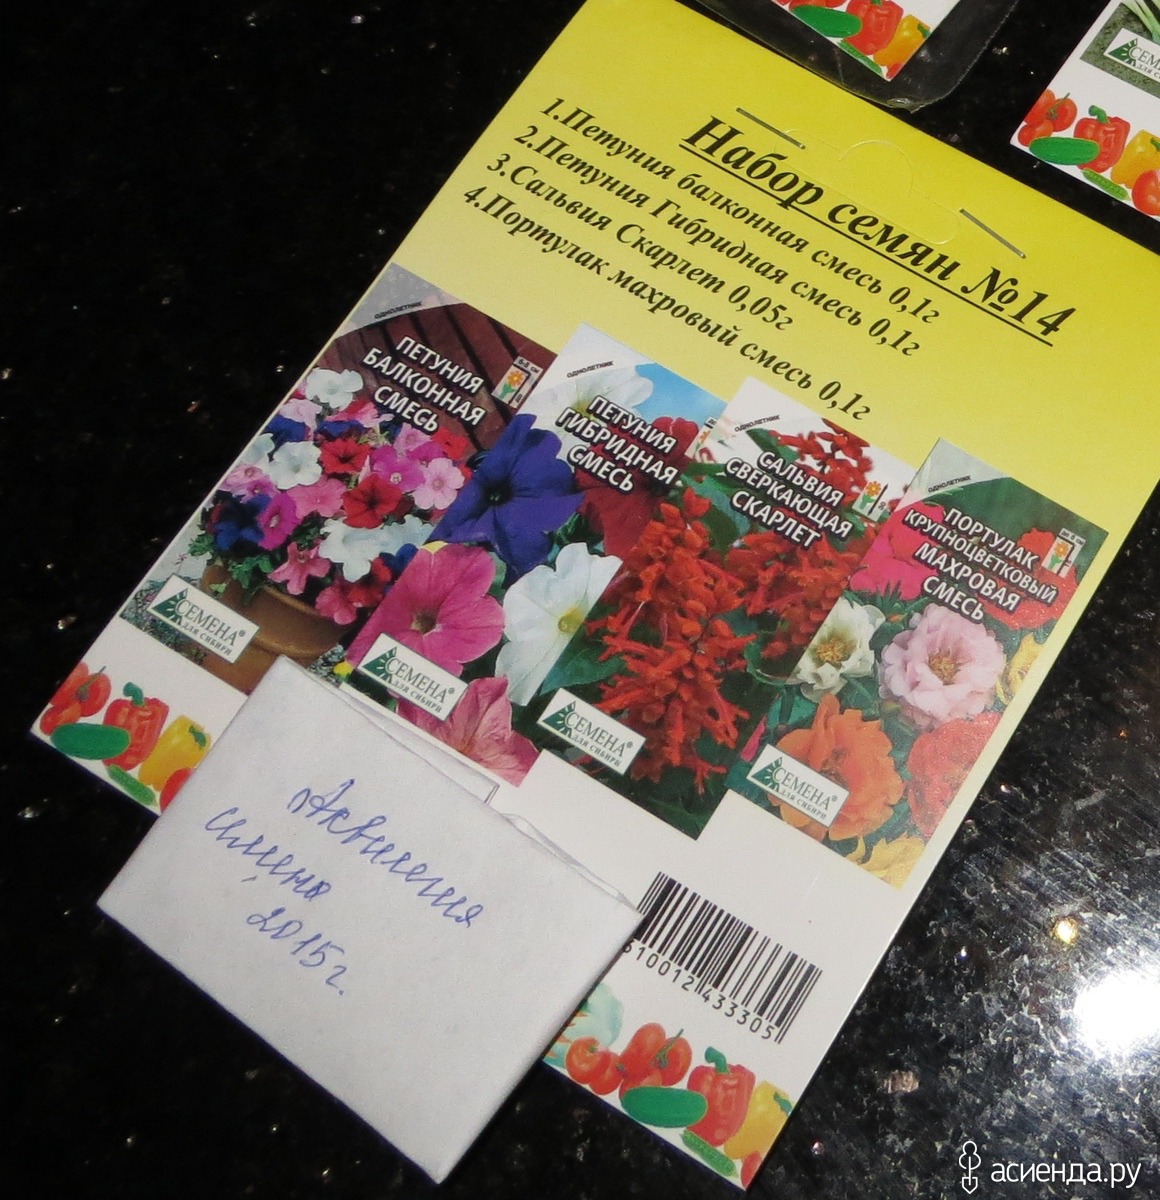 Набор семян №14
1.Петуния балконная смесь 0,1г
2.Петуния Гибридная смесь 0,1г
3.Сальвия Скарлет 0,05г
4.Портулак махровый смесь 0,1г
ОДНОЛЕТНИК
ПЕТУНИЯ
БАЛКОННАЯ
СМЕСЬ
СЕМЕНА®
ДЛЯ СИБИРИ
ОДНОЛЕТНИК
ПЕТУНИЯ
ГИБРИДНАЯ
СМЕСЬ
СЕМЕНА®
ДЛЯ СИБИРИ
ОДНОЛЕТНИК
САЛЬВИЯ
СВЕРКАЮЩАЯ
СКАРЛЕТ
СЕМЕНА®
ДЛЯ СИБИРИ
ОДНОЛЕТНИК
ПОРТУЛАК
КРУПНОЦВЕТКОВЫЙ
МАХРОВАЯ
СМЕСЬ
СЕМЕНА®
ДЛЯ СИБИРИ
Аквилегия
семена
2015г.
310012 433305
асиенда.ру